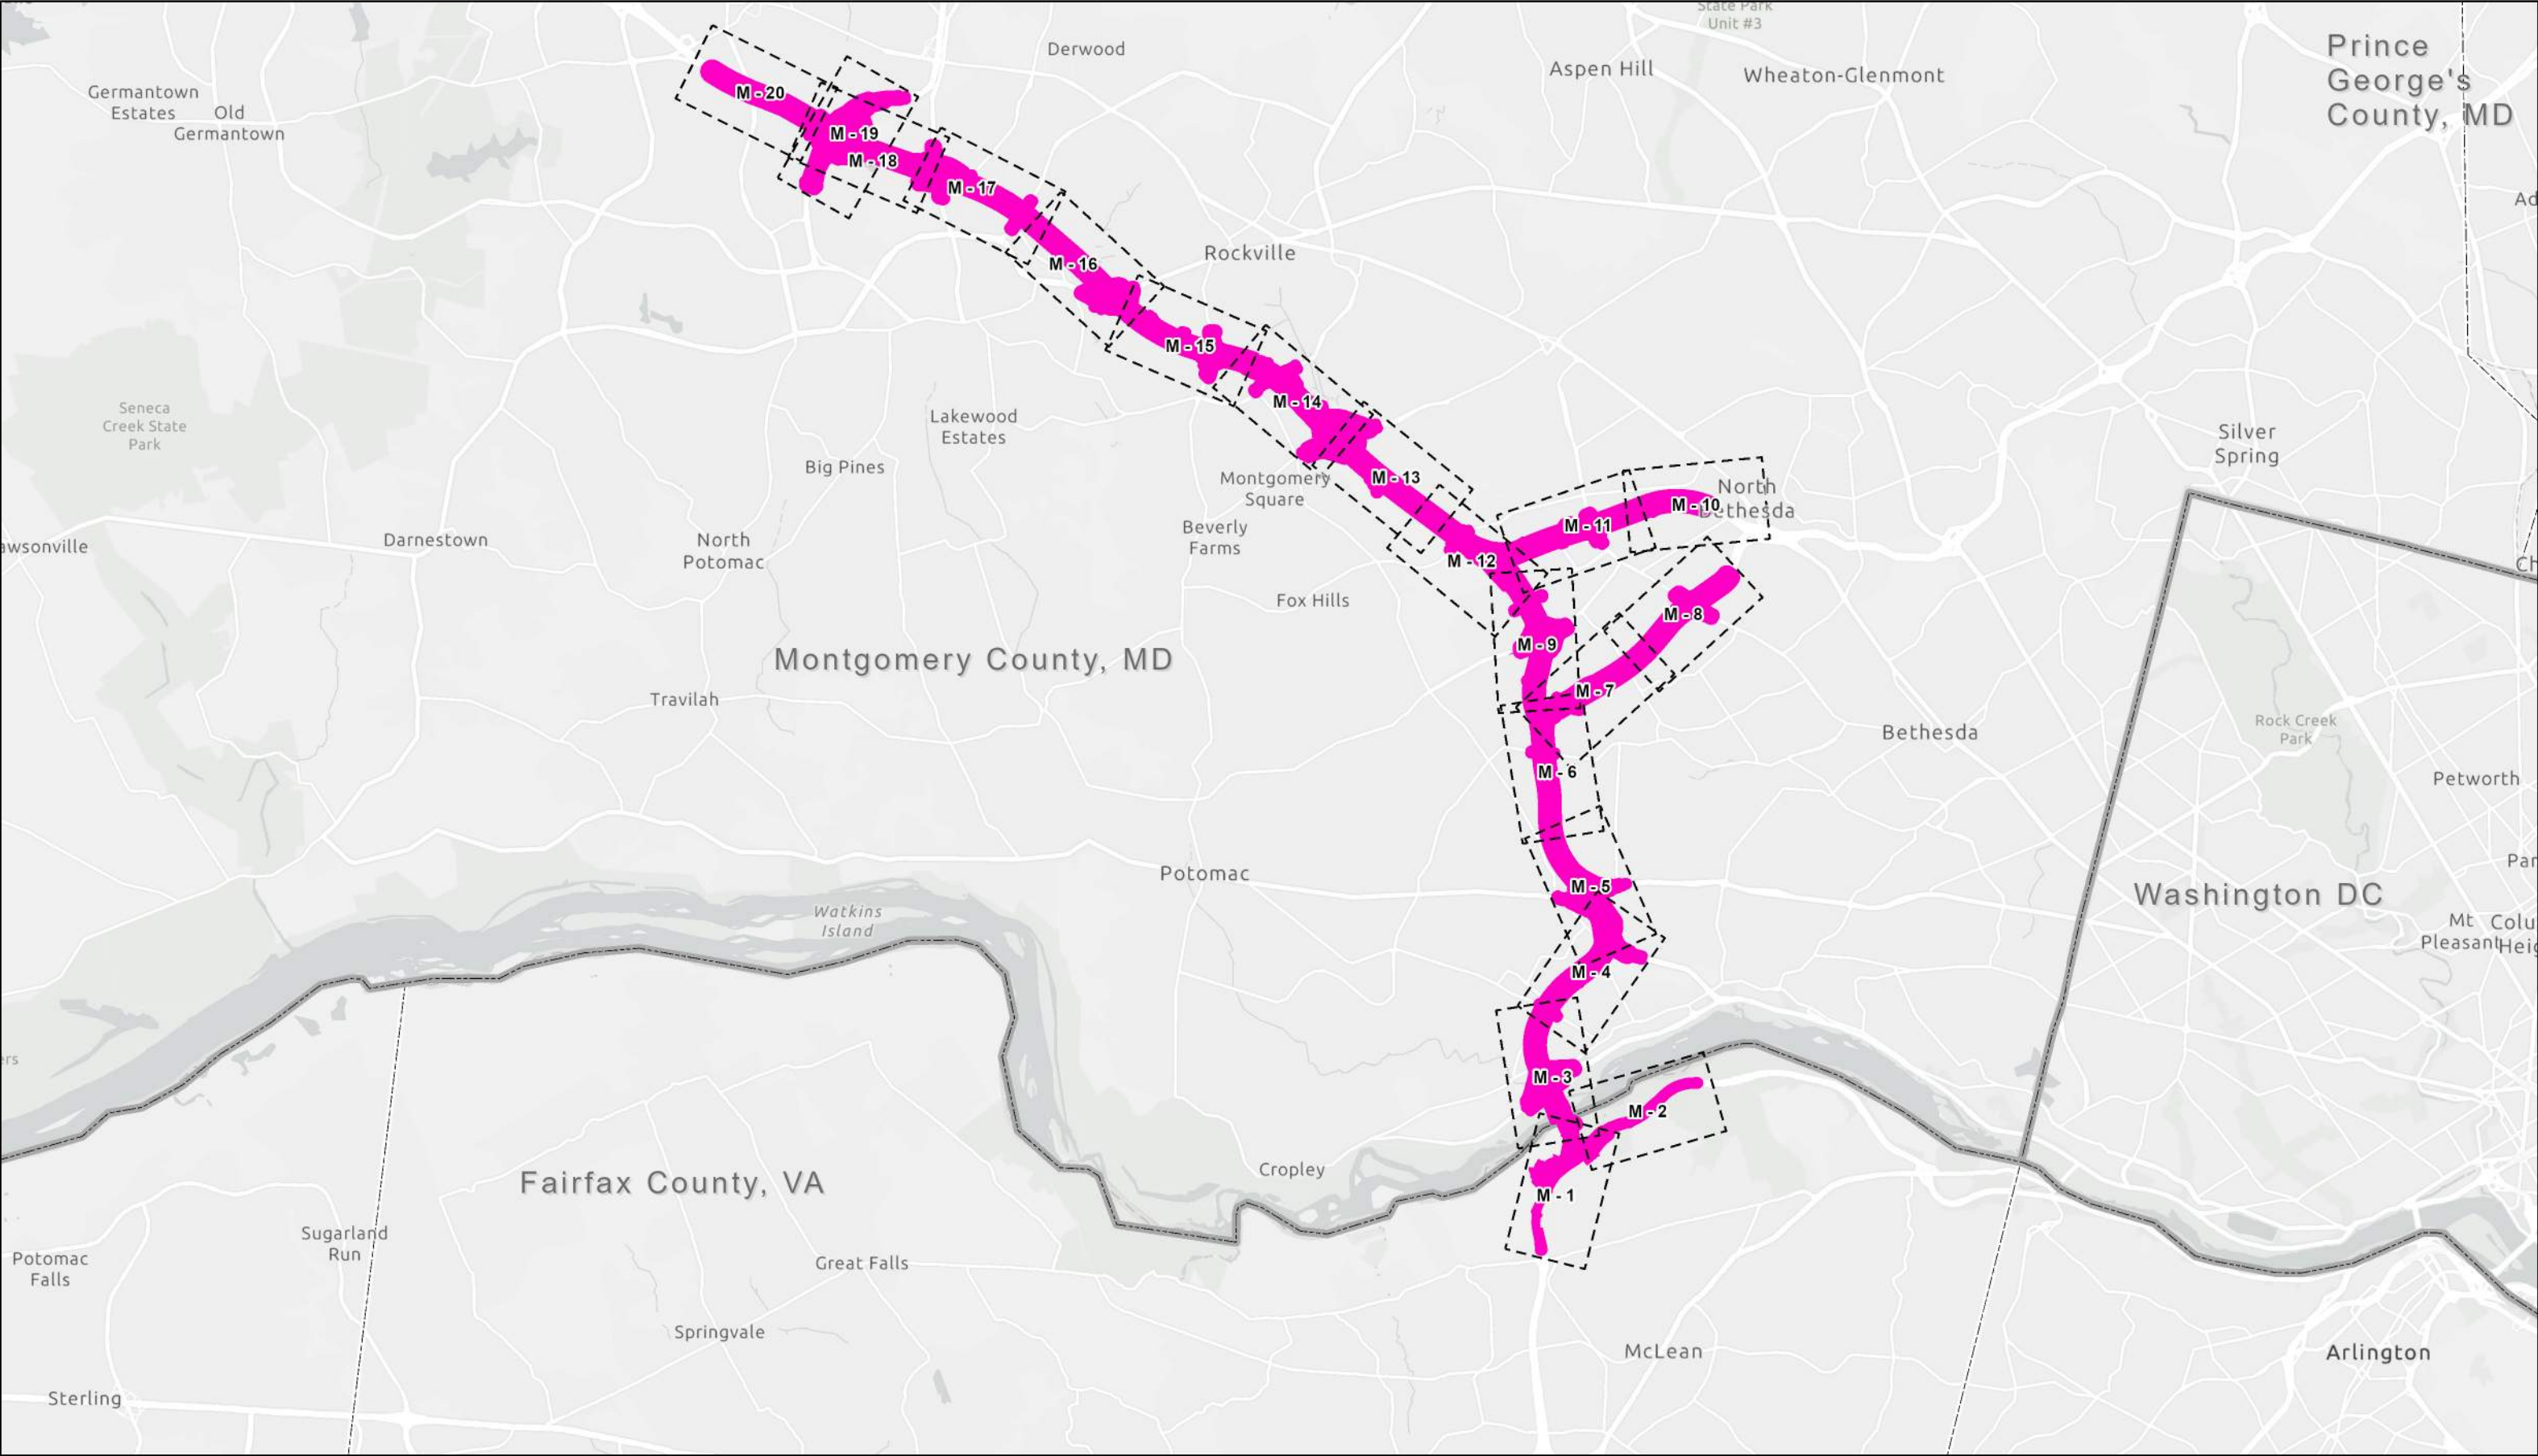 State Park
Unit #3
Prince
George's
County, MD
Derwood
Aspen Hill
Wheaton-Glenmont
Germantown
Estates
Old
Germantown
M - 20
M - 19
M - 18
M - 17
Rockville
M - 16
M - 15
M - 14
Seneca
Creek State
Park
Lakewood
Estates
Big Pines
Montgomery
Square
M - 13
Silver
Spring
North
Bethesda
M - 10
M - 11
Beverly
Farms
Darnestown
North
Potomac
M - 12
Fox Hills
M - 8
M - 9
Montgomery County, MD
M - 7
Travilah
Bethesda
Rock Creek
Park
M - 6
Petworth
Potomac
M - 5
Washington DC
Watkins
Island
Mt
Pleasant
M - 4
M - 3
M - 2
Cropley
Fairfax County, VA
M - 1
Sugarland
Run
Potomac
Falls
Great Falls
Springvale
McLean
Arlington
Sterling